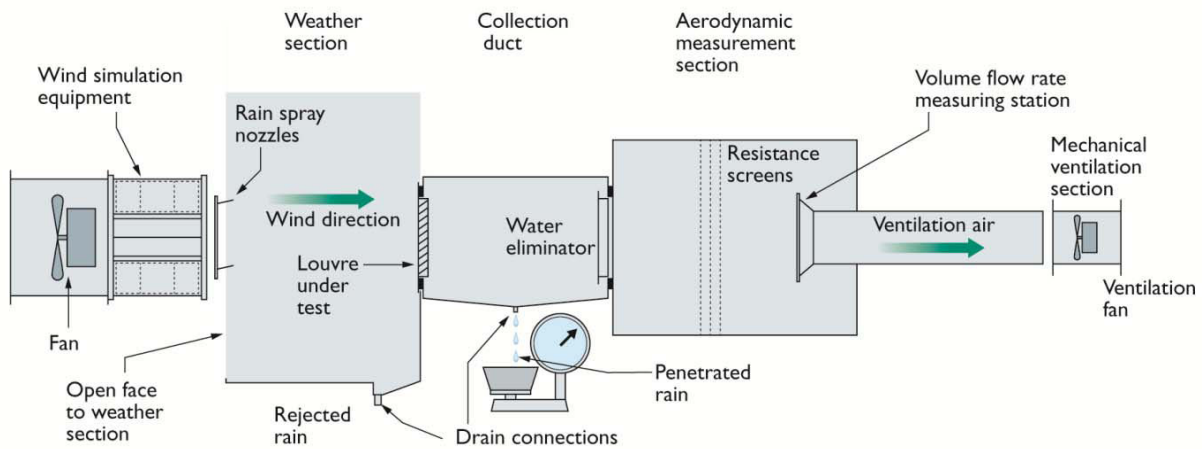 Weather
section
Collection
duct
Aerodynamic
measurement
section
Wind simulation
equipment
Rain spray
nozzles
Volume flow rate
measuring station
Mechanical
ventilation
section
Resistance
screens
Wind direction
Water
eliminator
Ventilation air
Louvre
under
test
Fan
Ventilation
fan
Open face
to weather
section
Rejected
rain
Drain connections
Penetrated
rain